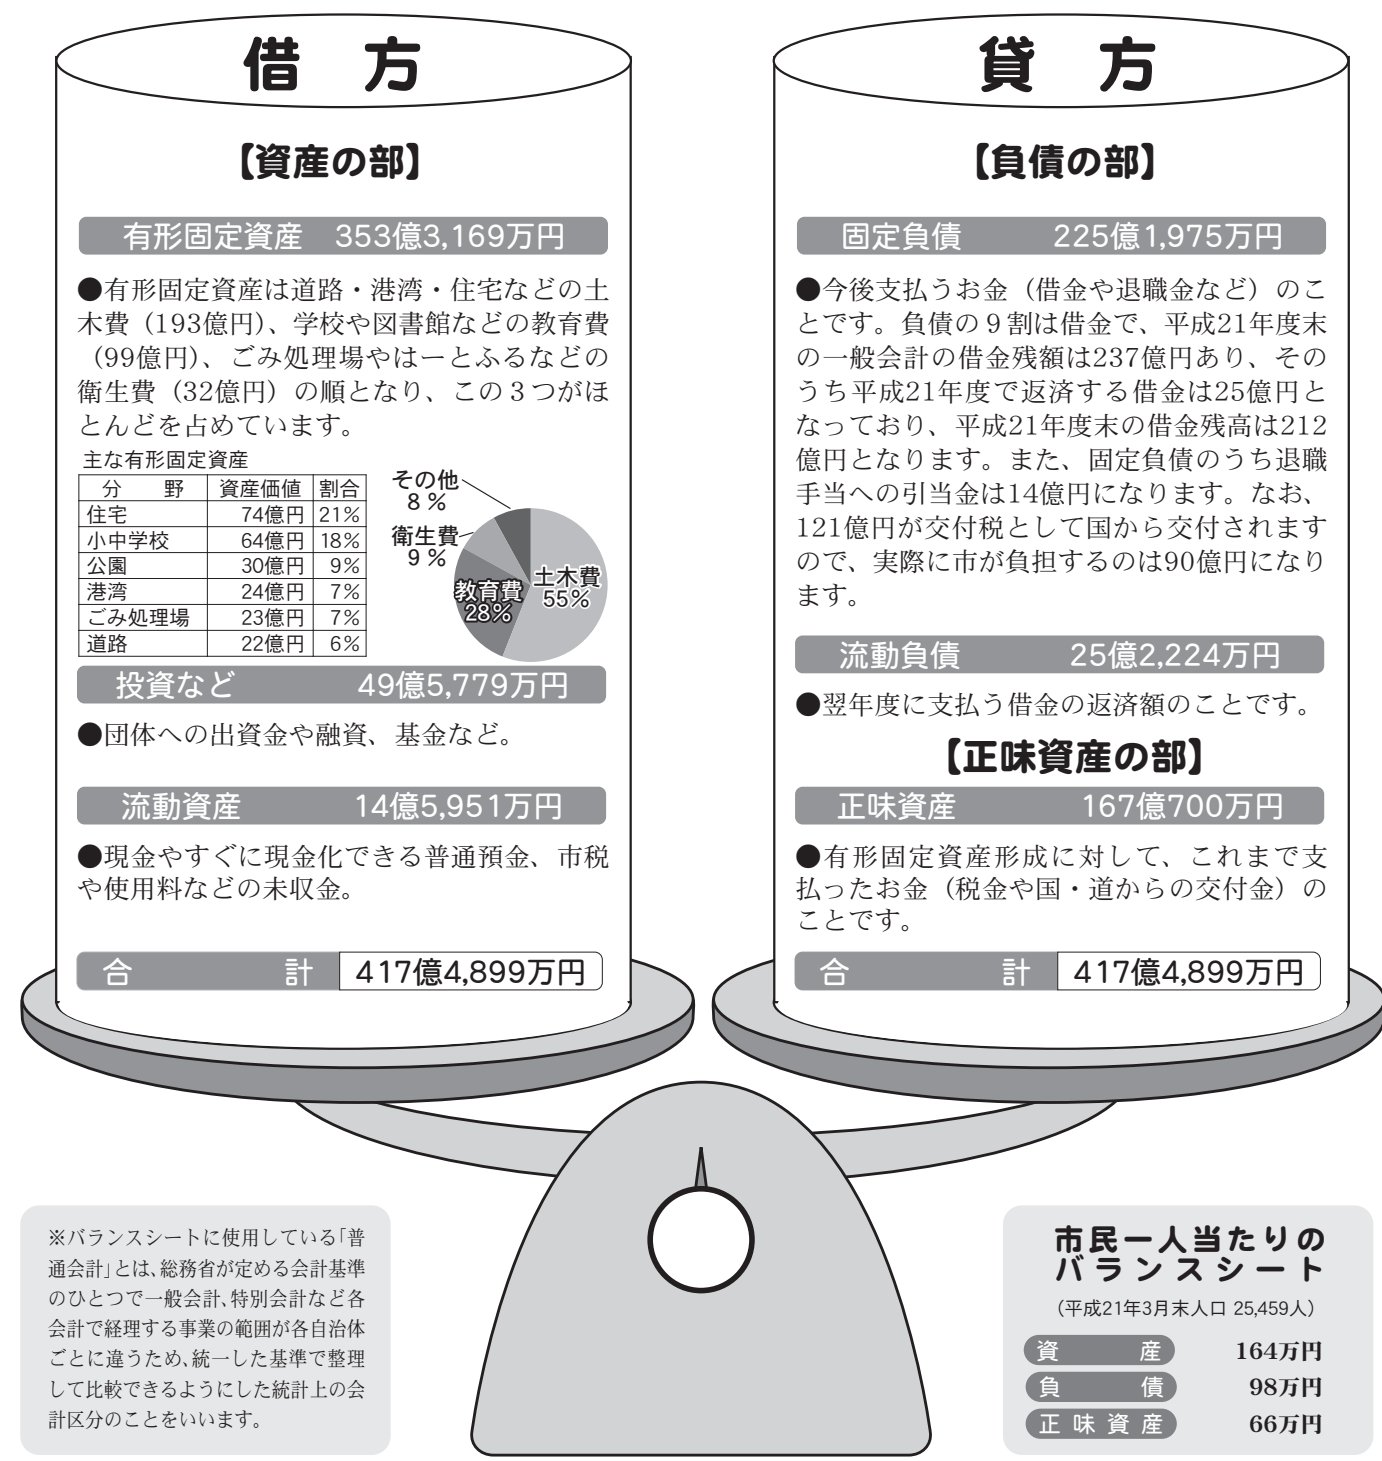 借　方
【資産の部】
有形固定資産　353億3,169万円
●有形固定資産は道路・港湾・住宅などの土
木費（193億円）、学校や図書館などの教育費
（99億円）、ごみ処理場やはーとふるなどの
衛生費（32億円）の順となり、この３つがほ
とんどを占めています。
主な有形固定資産
分　野　資産価値　割合
住宅　74億円　21%
小中学校　64億円　18%
公園　30億円　9%
港湾　24億円　7%
ごみ処理場　23億円　7%
道路　22億円　6%
その他
8％
衛生費
9％
教育費
28%
土木費
55%
投資など　49億5,779万円
●団体への出資金や融資、基金など。
流動資産　14億5,951万円
●現金やすぐに現金化できる普通預金、市税
や使用料などの未収金。
合　計　417億4,899万円
貸　方
【負債の部】
固定負債　225億1,975万円
●今後支払うお金（借金や退職金など）のこ
とです。負債の９割は借金で、平成21年度末
の一般会計の借金残額は237億円あり、その
うち平成21年度で返済する借金は25億円と
なっており、平成21年度末の借金残高は212
億円となります。また、固定負債のうち退職
手当への引当金は14億円になります。なお、
121億円が交付税として国から交付されます
ので、実際に市が負担するのは90億円になり
ます。
流動負債　25億2,224万円
●翌年度に支払う借金の返済額のことです。
【正味資産の部】
正味資産　167億700万円
●有形固定資産形成に対して、これまで支
払ったお金（税金や国・道からの交付金）の
ことです。
合　計　417億4,899万円
※バランスシートに使用している「普
通会計」とは、総務省が定める会計基準
のひとつで一般会計、特別会計など各
会計で経理する事業の範囲が各自治体
ごとに違うため、統一した基準で整理
して比較できるようにした統計上の会
計区分のことをいいます。
市民一人当たりの
バランスシート
（平成21年3月末人口 25,459人）
資　産　164万円
負　債　98万円
正味資産　66万円